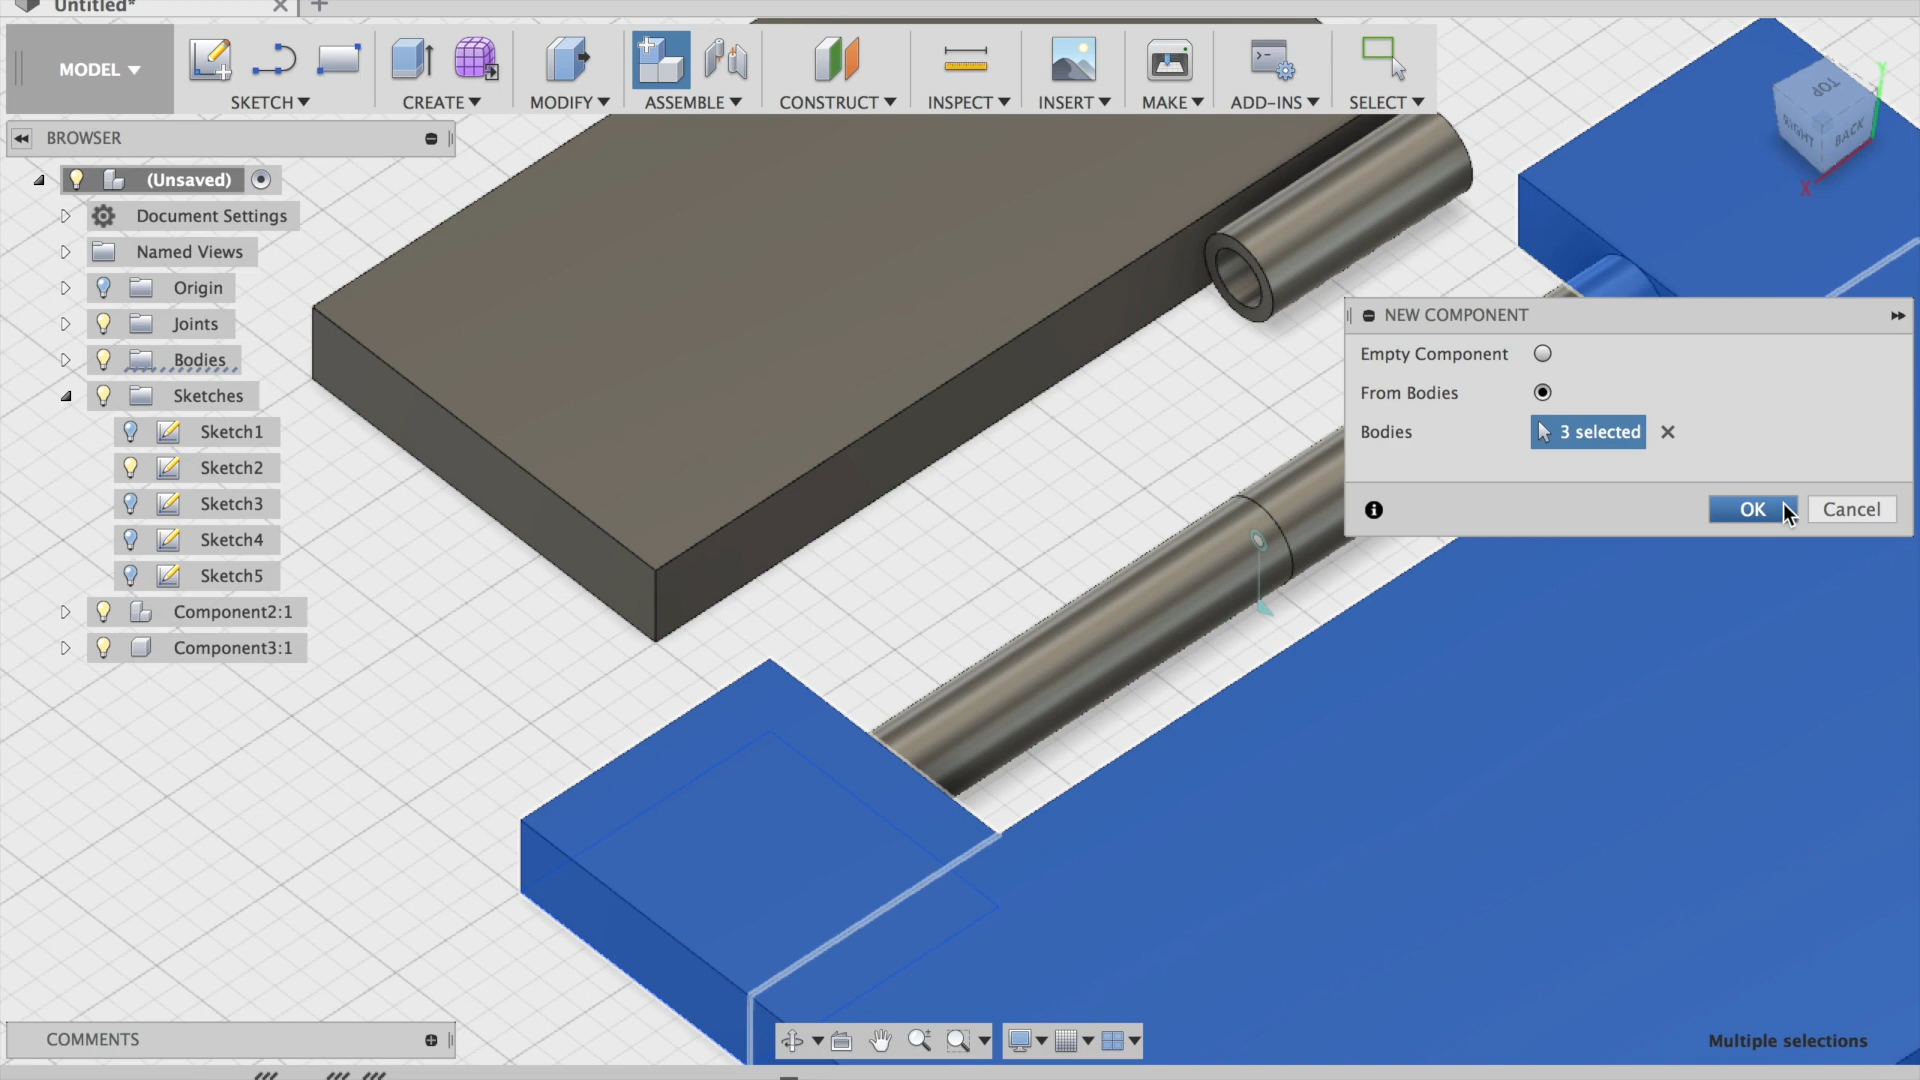 Untitled*
MODEL
SKETCH
CREATE
MODIFY
ASSEMBLE
CONSTRUCT
INSPECT
INSERT
MAKE
ADD-INS
SELECT
BROWSER
(Unsaved)
Document Settings
Named Views
Origin
Joints
Bodies
Sketches
Sketch1
Sketch2
Sketch3
Sketch4
Sketch5
Component2:1
Component3:1
TOP
RIGHT
BACK
Y
X
NEW COMPONENT
Empty Component
From Bodies
Bodies
3 selected
OK
Cancel
COMMENTS
Multiple selections